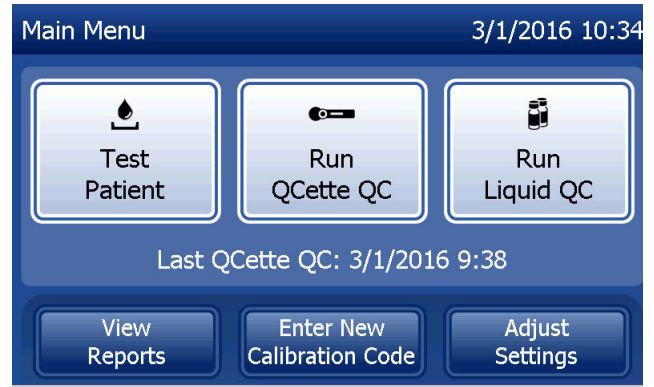 Main Menu 3/1/2016 10:34
Test
Patient
Run
QCette QC
Run
Liquid QC
Last QCette QC: 3/1/2016 9:38
View
Reports
Enter New
Calibration Code
Adjust
Settings